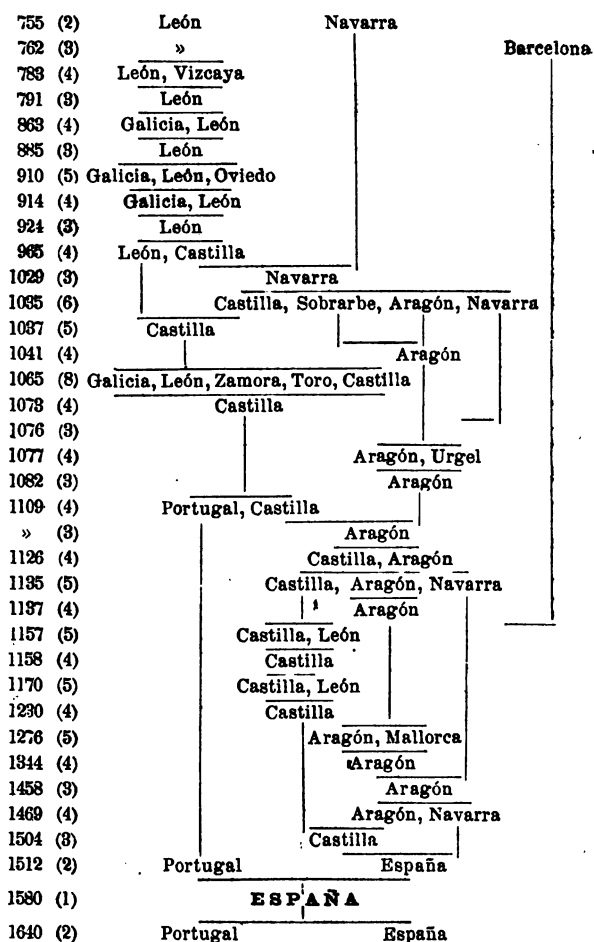 755 (2) León Navarra
762 (3) » Barcelona
783 (4) León, Vizcaya
791 (3) León
863 (4) Galicia, León
885 (3) León
910 (5) Galicia, León, Oviedo
914 (4) Galicia, León
924 (3) León
965 (4) León, Castilla
1029 (3) Navarra
1035 (6) Castilla, Sobrarbe, Aragón, Navarra
1037 (5) Castilla
1041 (4) Aragón
1065 (8) Galicia, León, Zamora, Toro, Castilla
1073 (4) Castilla
1076 (3)
1077 (4) Aragón, Urgel
1082 (3) Aragón
1109 (4) Portugal, Castilla
» (3) Aragón
1126 (4) Castilla, Aragón
1135 (5) Castilla, Aragón, Navarra
1137 (4) Aragón
1157 (5) Castilla, León
1158 (4) Castilla
1170 (5) Castilla, León
1230 (4) Castilla
1276 (5) Aragón, Mallorca
1344 (4) Aragón
1458 (3) Aragón
1469 (4) Aragón, Navarra
1504 (3) Castilla
1512 (2) Portugal España
1580 (1) ESPAÑA
1640 (2) Portugal España